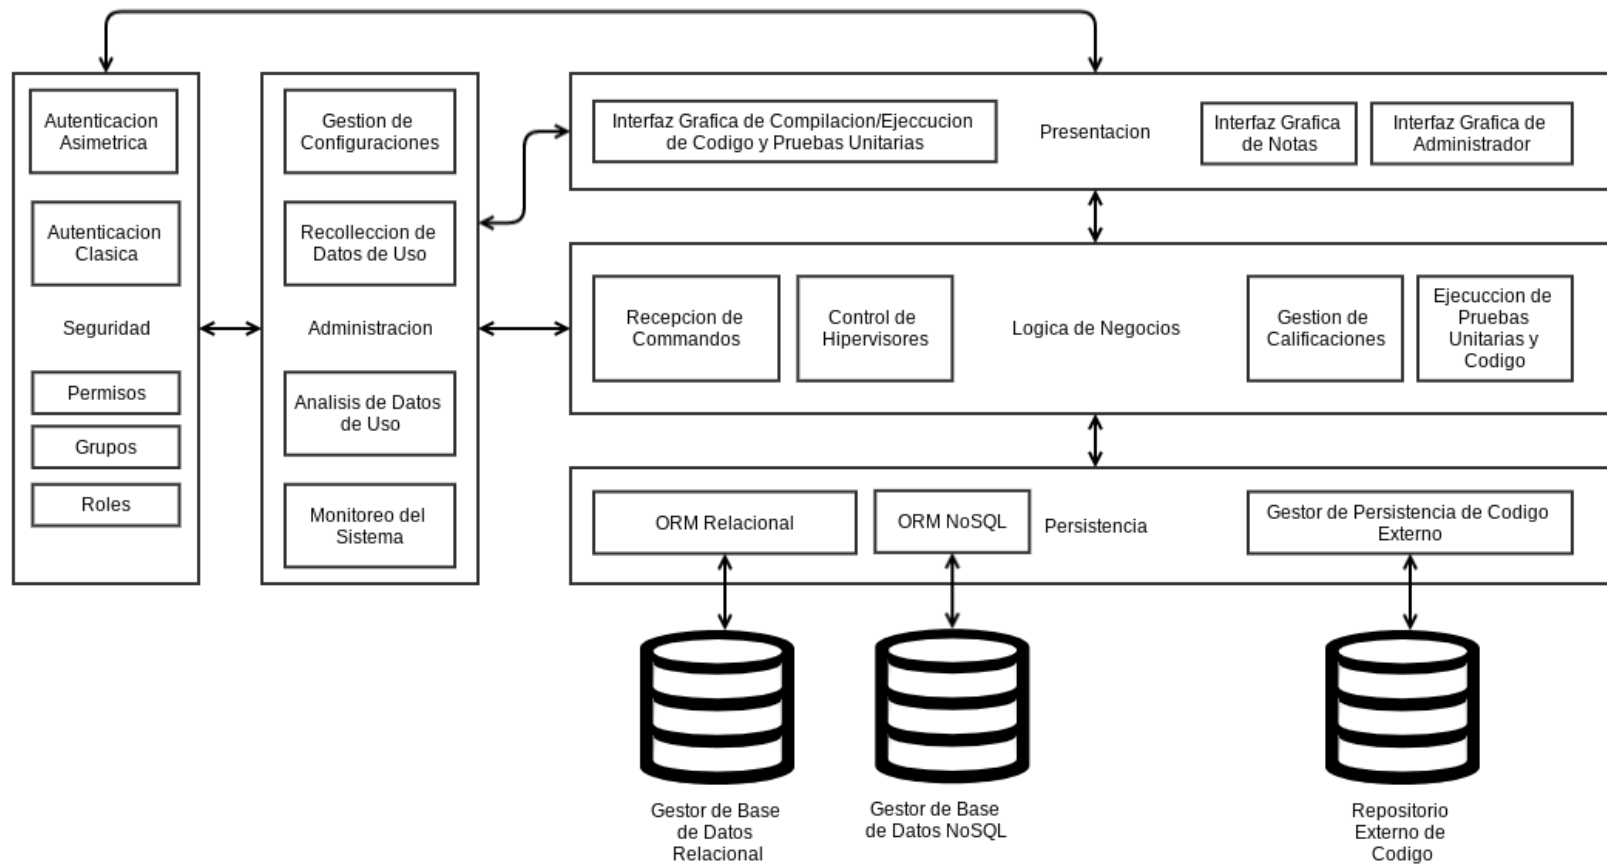 Autenticacion
Asimetrica
Autenticacion
Clasica
Seguridad
Permisos
Grupos
Roles
Gestion de
Configuraciones
Recolleccion de
Datos de Uso
Administracion
Analisis de Datos
de Uso
Monitoreo del
Sistema
Interfaz Grafica de Compilacion/Ejeccucion
de Codigo y Pruebas Unitarias
Presentacion
Interfaz Grafica
de Notas
Interfaz Grafica de
Administrador
Recepcion de
Commandos
Control de
Hipervisores
Logica de Negocios
Gestion de
Calificaciones
Ejecuccion de
Pruebas
Unitarias y
Codigo
ORM Relacional
ORM NoSQL
Persistencia
Gestor de Persistencia de Codigo
Externo
Gestor de Base
de Datos
Relacional
Gestor de Base
de Datos NoSQL
Repositorio
Externo de
Codigo